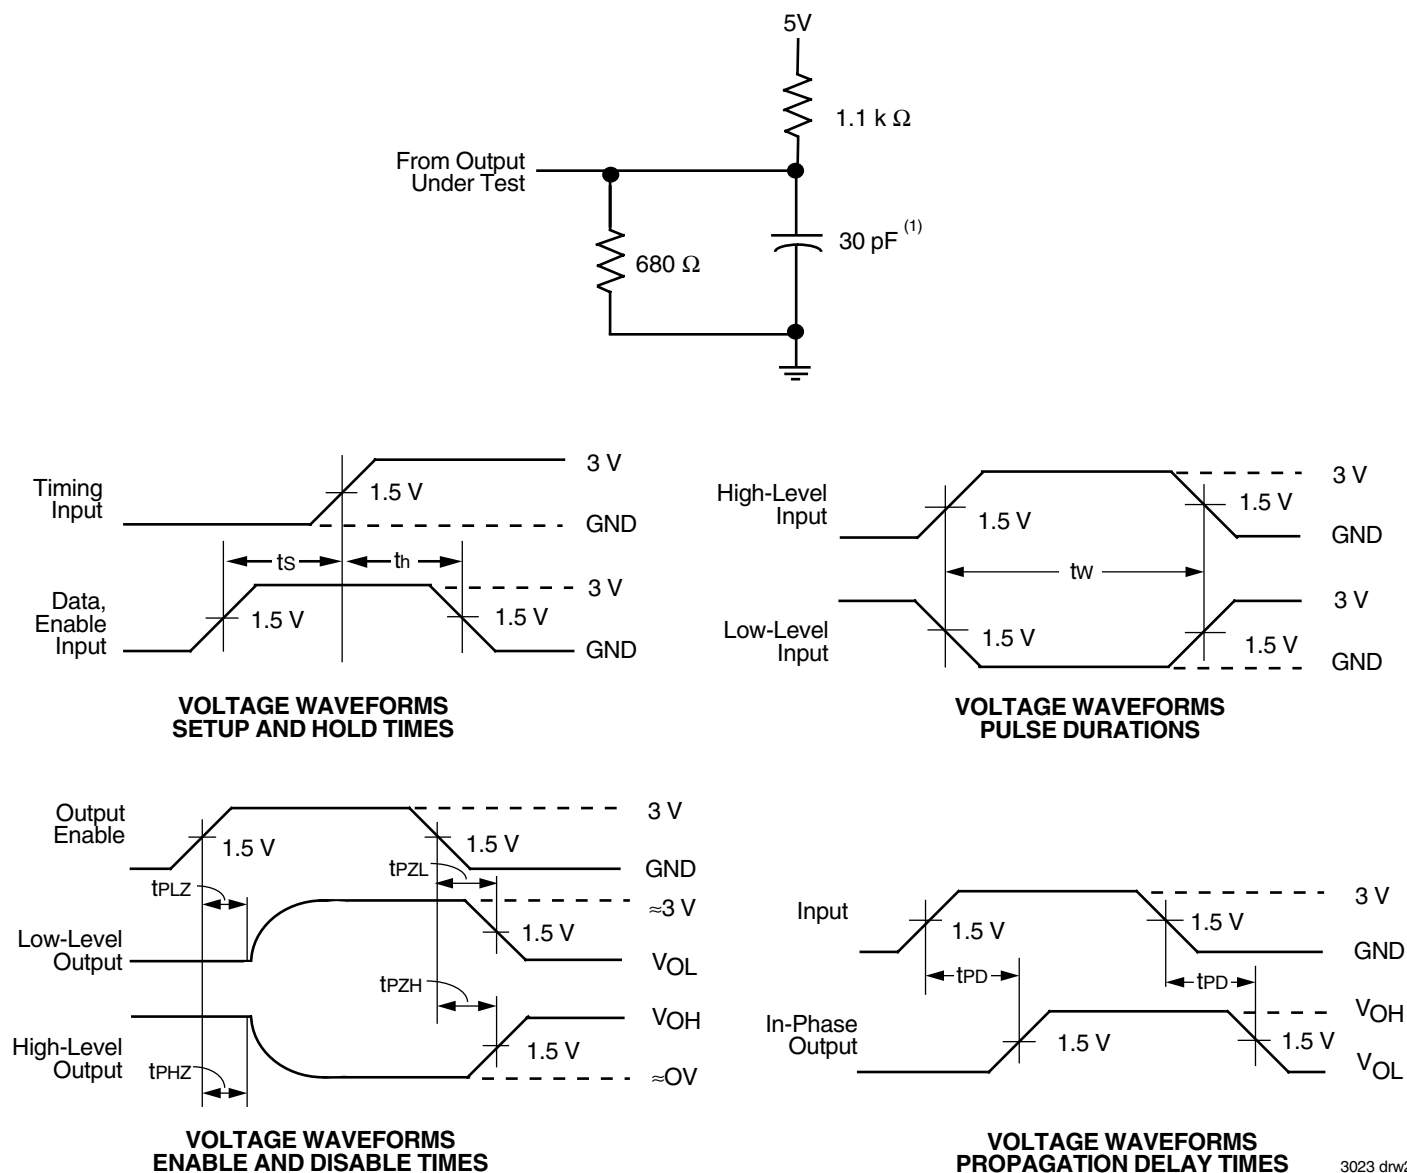 5V
1.1 k Ω
From Output
Under Test
680 Ω
30 pF (1)
Timing
Input
3 V
1.5 V
GND
tS
th
Data,
Enable
Input
3 V
1.5 V
1.5 V
GND
VOLTAGE WAVEFORMS
SETUP AND HOLD TIMES
High-Level
Input
3 V
1.5 V
1.5 V
GND
tW
Low-Level
Input
3 V
1.5 V
1.5 V
GND
VOLTAGE WAVEFORMS
PULSE DURATIONS
Output
Enable
3 V
1.5 V
1.5 V
GND
tPLZ
tPZL
Low-Level
Output
≈3 V
1.5 V
VOL
tPZH
High-Level
Output
VOH
1.5 V
tPHZ
≈OV
VOLTAGE WAVEFORMS
ENABLE AND DISABLE TIMES
Input
3 V
1.5 V
1.5 V
GND
tPD
tPD
In-Phase
Output
VOH
1.5 V
1.5 V
VOL
VOLTAGE WAVEFORMS
PROPAGATION DELAY TIMES